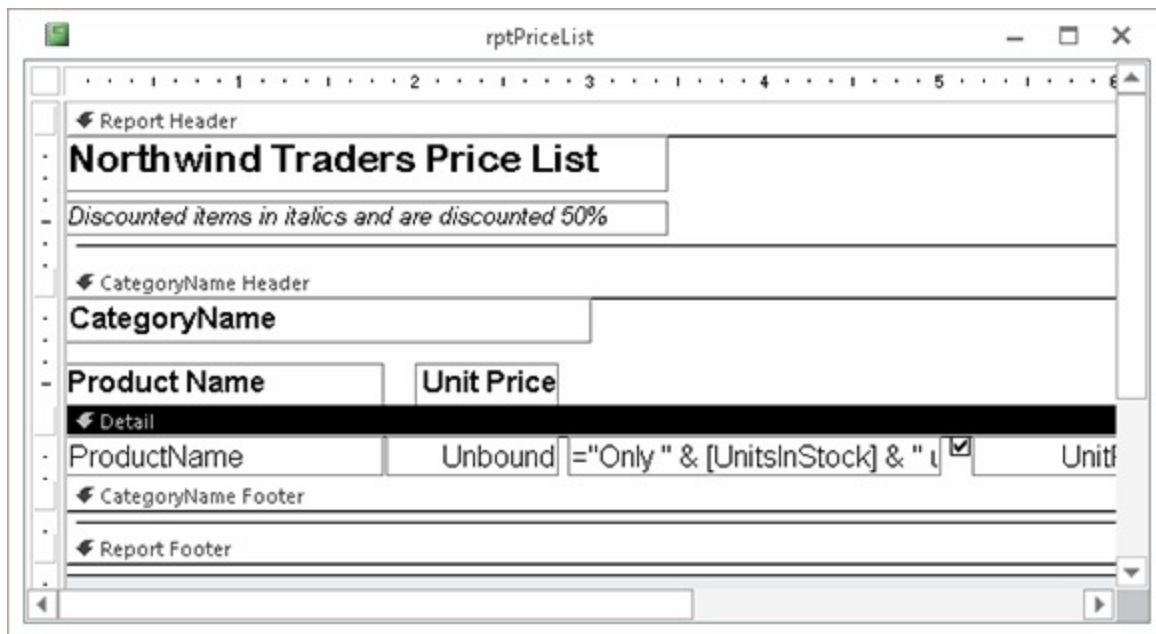 rptPriceList
1 2 3 4 5 6
Report Header
Northwind Traders Price List
Discounted items in italics and are discounted 50%
CategoryName Header
CategoryName
Product Name Unit Price
Detail
ProductName Unbound ="Only " & [UnitsInStock] & "
CategoryName Footer
Report Footer